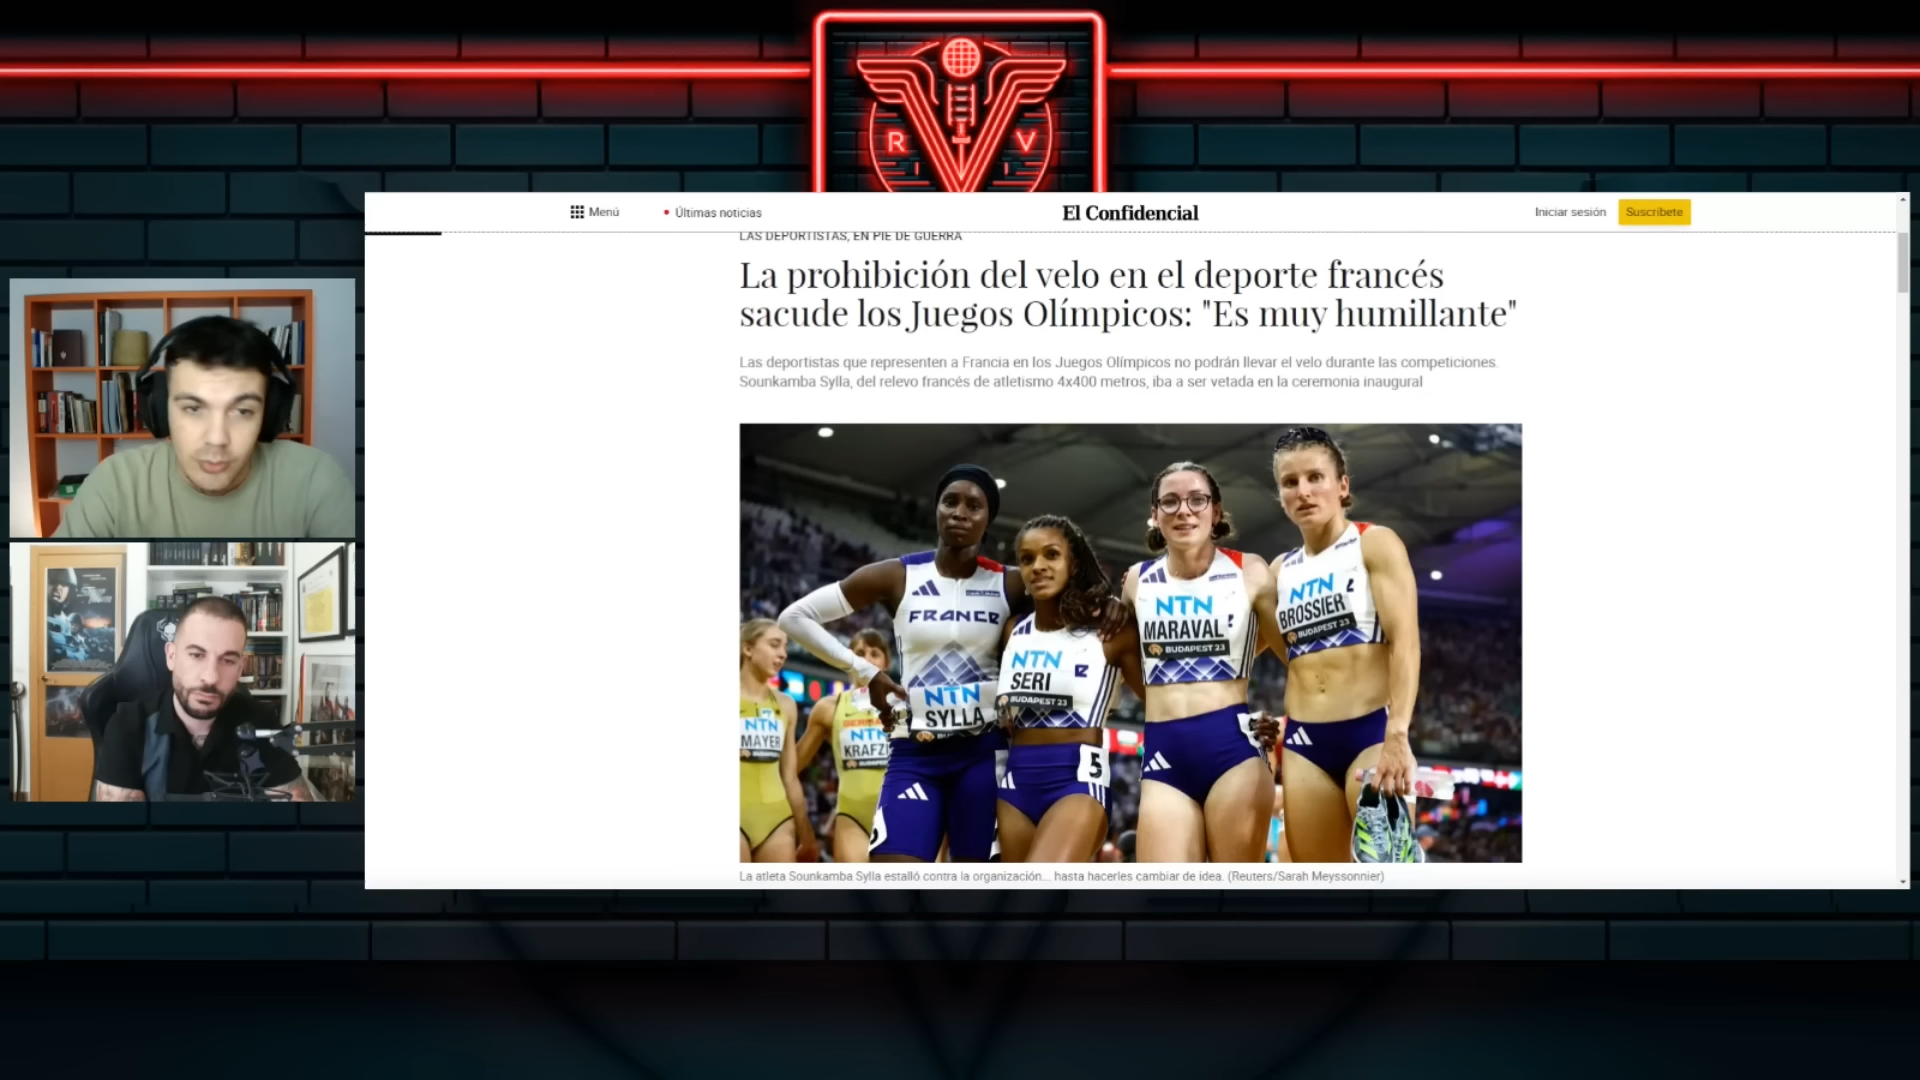 R V
Menú
Últimas noticias
El Confidencial
Iniciar sesión
Suscríbete
LAS DEPORTISTAS, EN PIE DE GUERRA
La prohibición del velo en el deporte francés
sacude los Juegos Olímpicos: "Es muy humillante"
Las deportistas que representen a Francia en los Juegos Olímpicos no podrán llevar el velo durante las competiciones.
Sounkamba Sylla, del relevo francés de atletismo 4x400 metros, iba a ser vetada en la ceremonia inaugural
FRANCE
NTN
SYLLA
NTN
SERI
BUDAPEST 23
5
NTN
MARAVAL
BUDAPEST 23
NTN
BROSSIER
BUDAPEST 23
NTN
MAYER
NTN
KRAFZI
La atleta Sounkamba Sylla estalló contra la organización... hasta hacerles cambiar de idea. (Reuters/Sarah Meyssonnier)